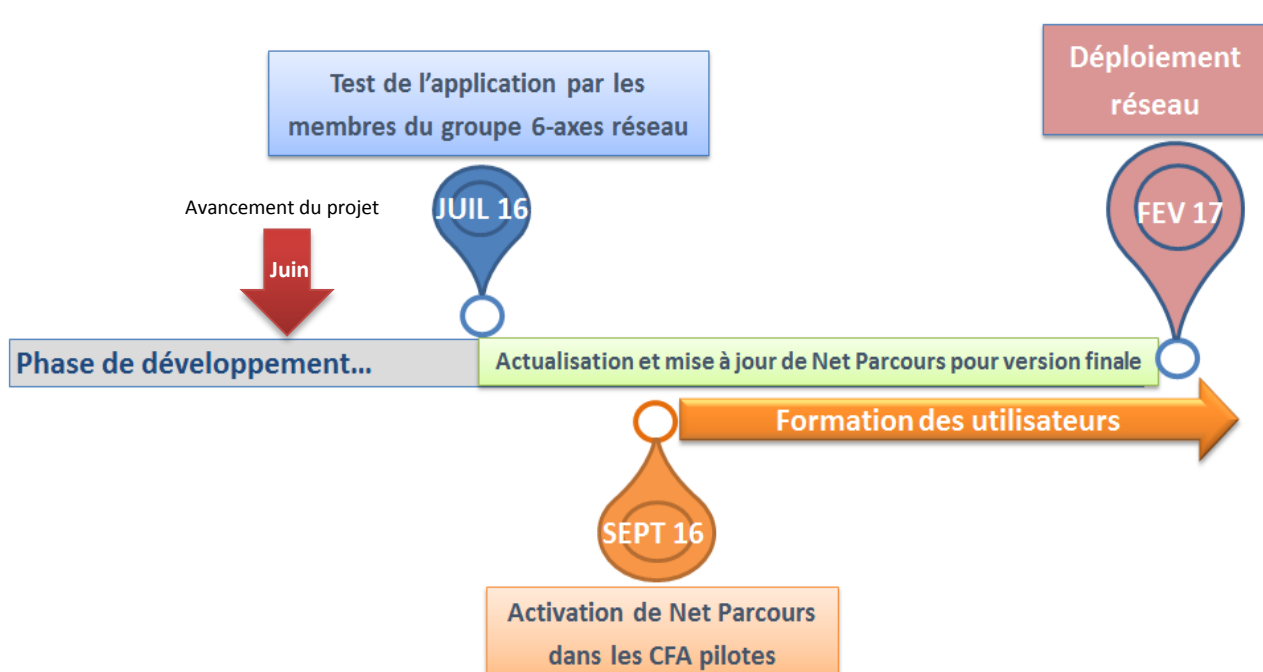 Test de l'application par les
membres du groupe 6-axes réseau
Déploiement
réseau
Avancement du projet
JUIL 16
FEV 17
Juin
Phase de développement...
Actualisation et mise à jour de Net Parcours pour version finale
Formation des utilisateurs
SEPT 16
Activation de Net Parcours
dans les CFA pilotes